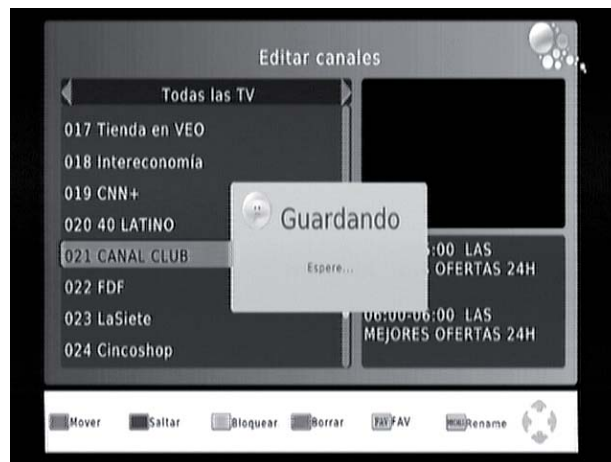 Editar canales
Todas las TV
017 Tienda en VEO
018 Intereconomía
019 CNN+
020 40 LATINO
021 CANAL CLUB
022 FDF
023 LaSiete
024 Cincoshop
Guardando
Espere...
:00 LAS
OFERTAS 24H
06:00-06:00 LAS
MEJORES OFERTAS 24H
Mover
Saltar
Bloquear
Borrar
FAV FAV
Rename